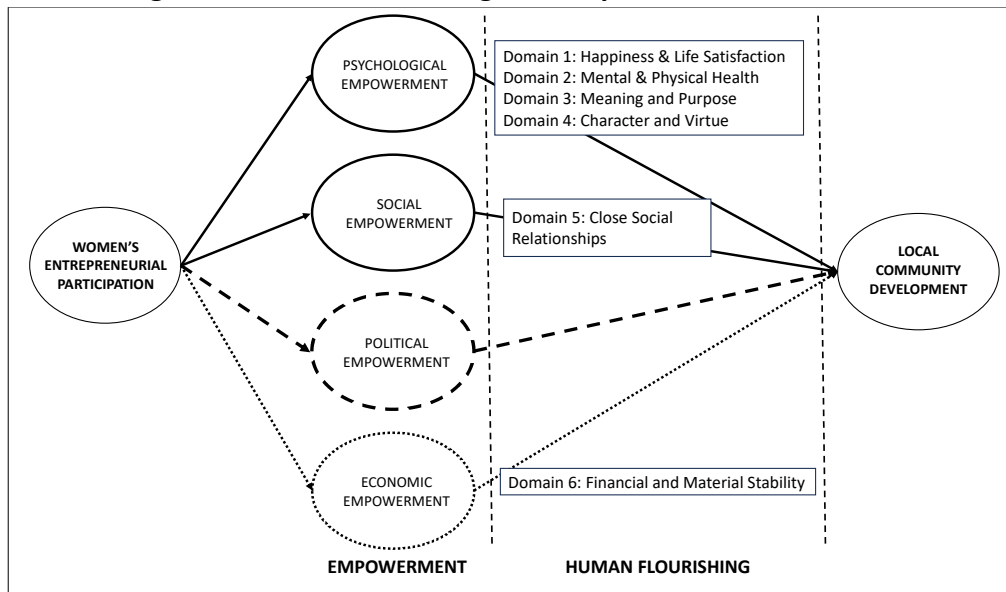 PSYCHOLOGICAL
EMPOWERMENT
Domain 1: Happiness & Life Satisfaction
Domain 2: Mental & Physical Health
Domain 3: Meaning and Purpose
Domain 4: Character and Virtue
SOCIAL
EMPOWERMENT
Domain 5: Close Social
Relationships
WOMEN'S
ENTREPRENEURIAL
PARTICIPATION
LOCAL
COMMUNITY
DEVELOPMENT
POLITICAL
EMPOWERMENT
ECONOMIC
EMPOWERMENT
Domain 6: Financial and Material Stability
EMPOWERMENT
HUMAN FLOURISHING